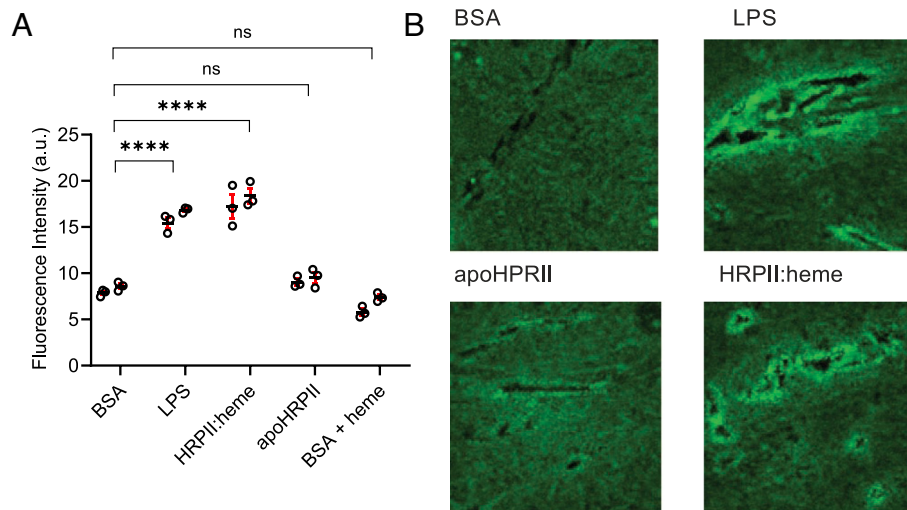 A
ns
ns
****
****
Fluorescence Intensity (a.u.)
25
20
15
10
5
0
BSA
LPS
HRPII:heme
apoHRPII
BSA + heme
B
BSA
LPS
apoHPRII
HRPII:heme